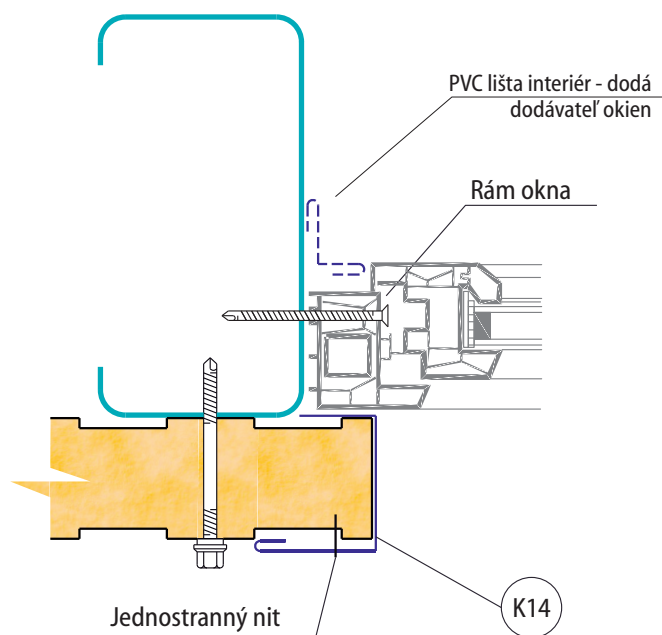 PVC lišta interiér - dodá
dodávateľ okien
Rám okna
K14
Jednostranný nit